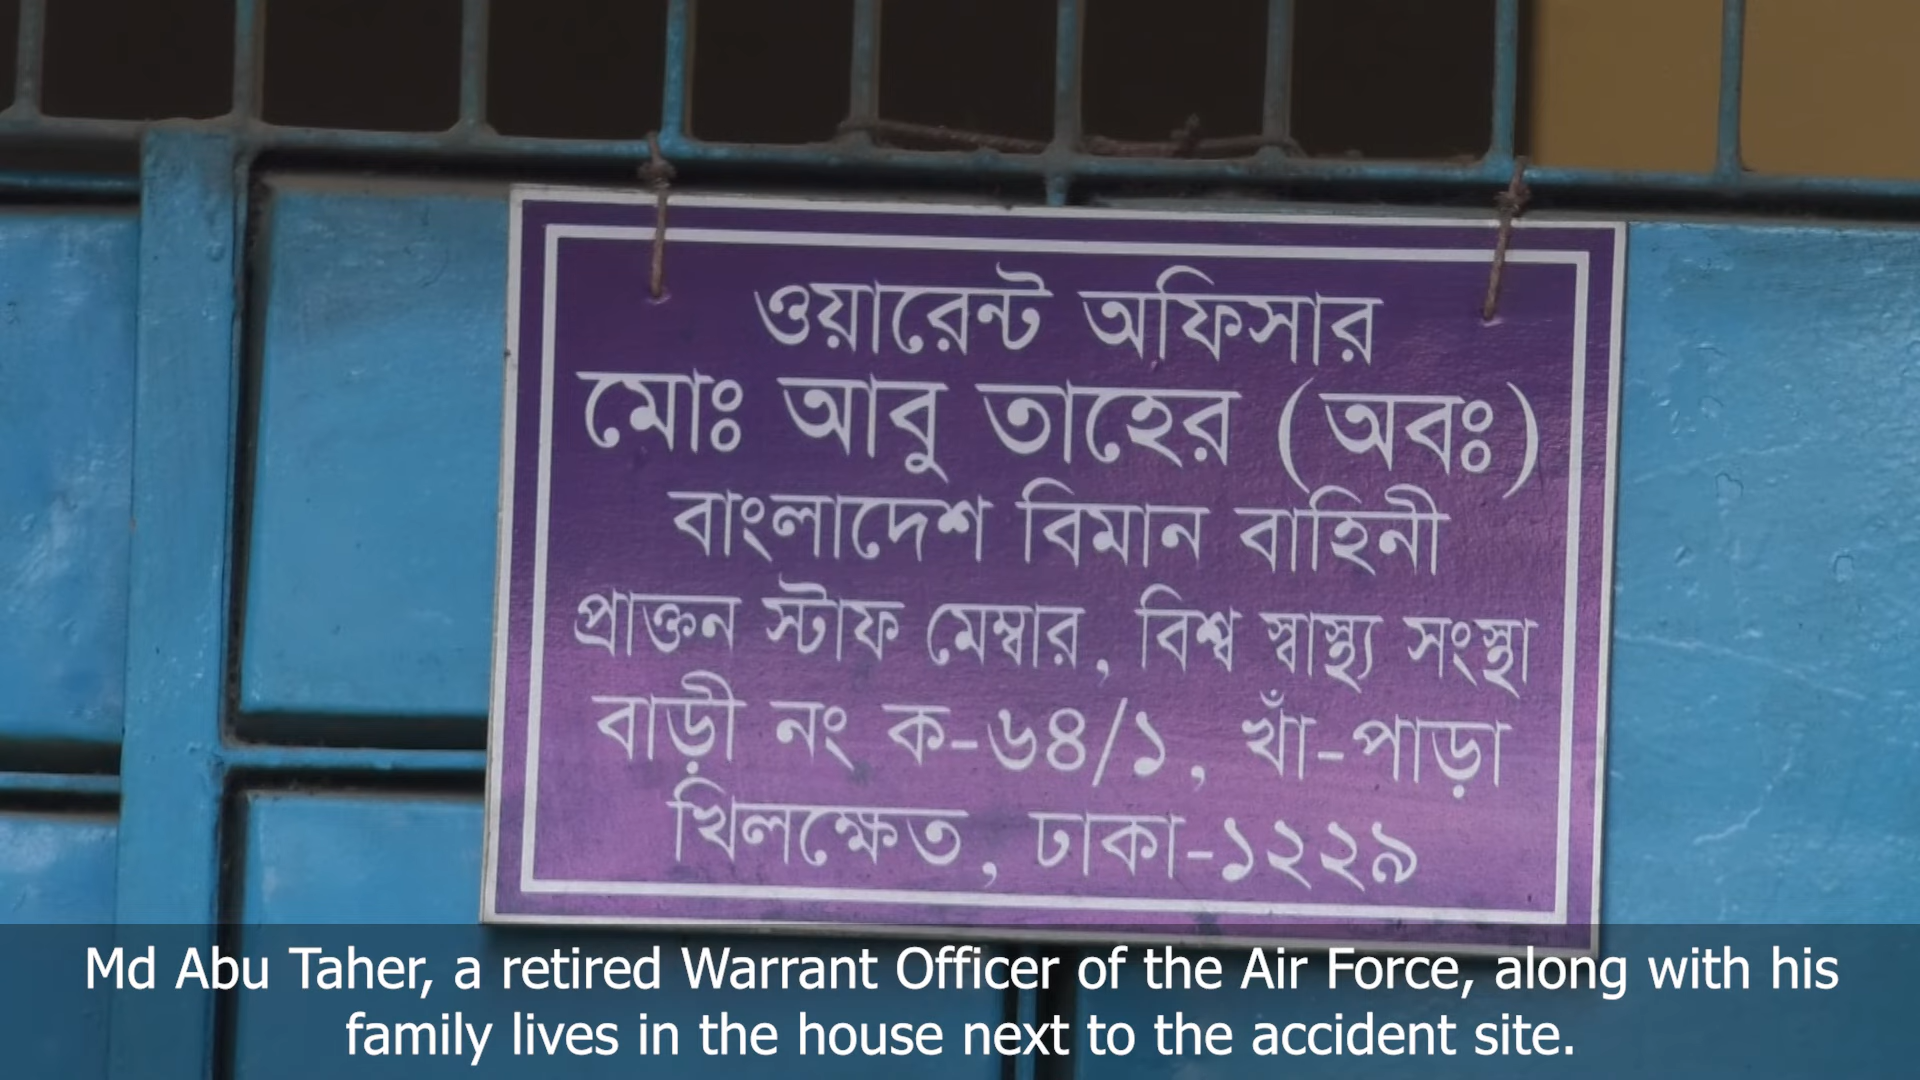 ওয়ারেন্ট অফিসার
মোঃ আবু তাহের (অবঃ)
বাংলাদেশ বিমান বাহিনী
প্রাক্তন স্টাফ মেম্বার, বিশ্ব স্বাস্থ্য সংস্থা
বাড়ী নং ক-৬৪/১, খাঁ-পাড়া
খিলক্ষেত, ঢাকা-১২২৯
Md Abu Taher, a retired Warrant Officer of the Air Force, along with his
family lives in the house next to the accident site.